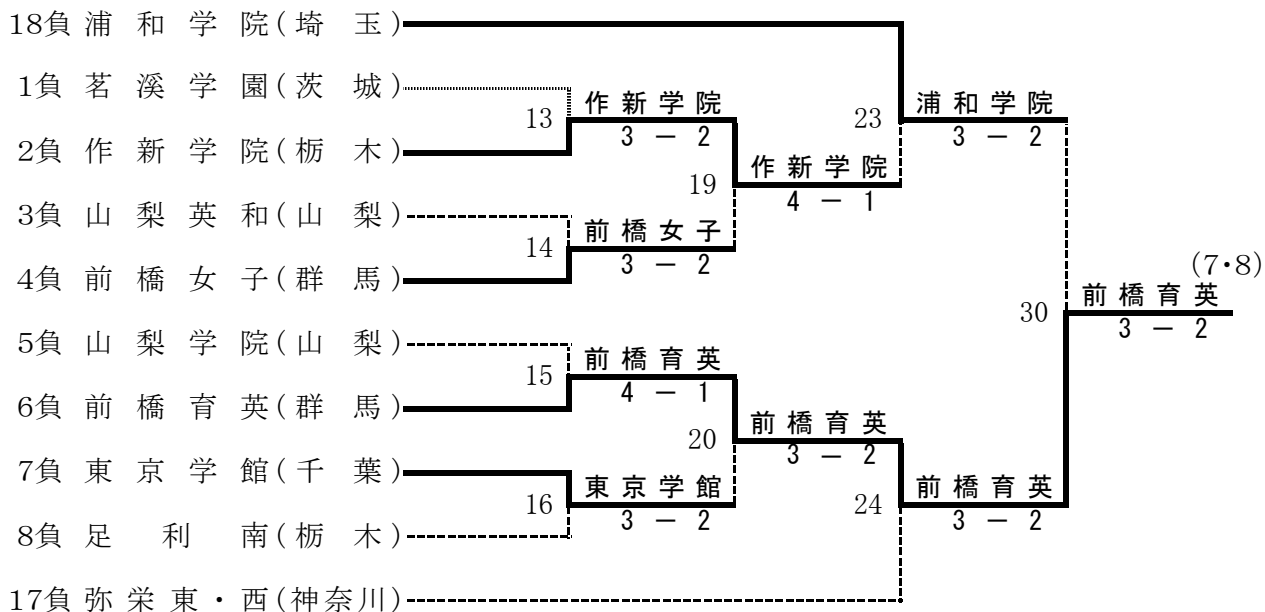 18負 浦和学院(埼玉)
1負 茗溪学園(茨城)
作新学院
浦和学院
13
3 － 2
23
3 － 2
2負 作新学院(栃木)
作新学院
19
4 － 1
3負 山梨英和(山梨)
前橋女子
14
3 － 2
4負 前橋女子(群馬)
(7・8)
前橋育英
30
3 － 2
5負 山梨学院(山梨)
前橋育英
15
4 － 1
6負 前橋育英(群馬)
前橋育英
20
3 － 2
7負 東京学館(千葉)
東京学館
前橋育英
16
3 － 2
24
3 － 2
8負 足利南(栃木)
17負 弥栄東・西(神奈川)